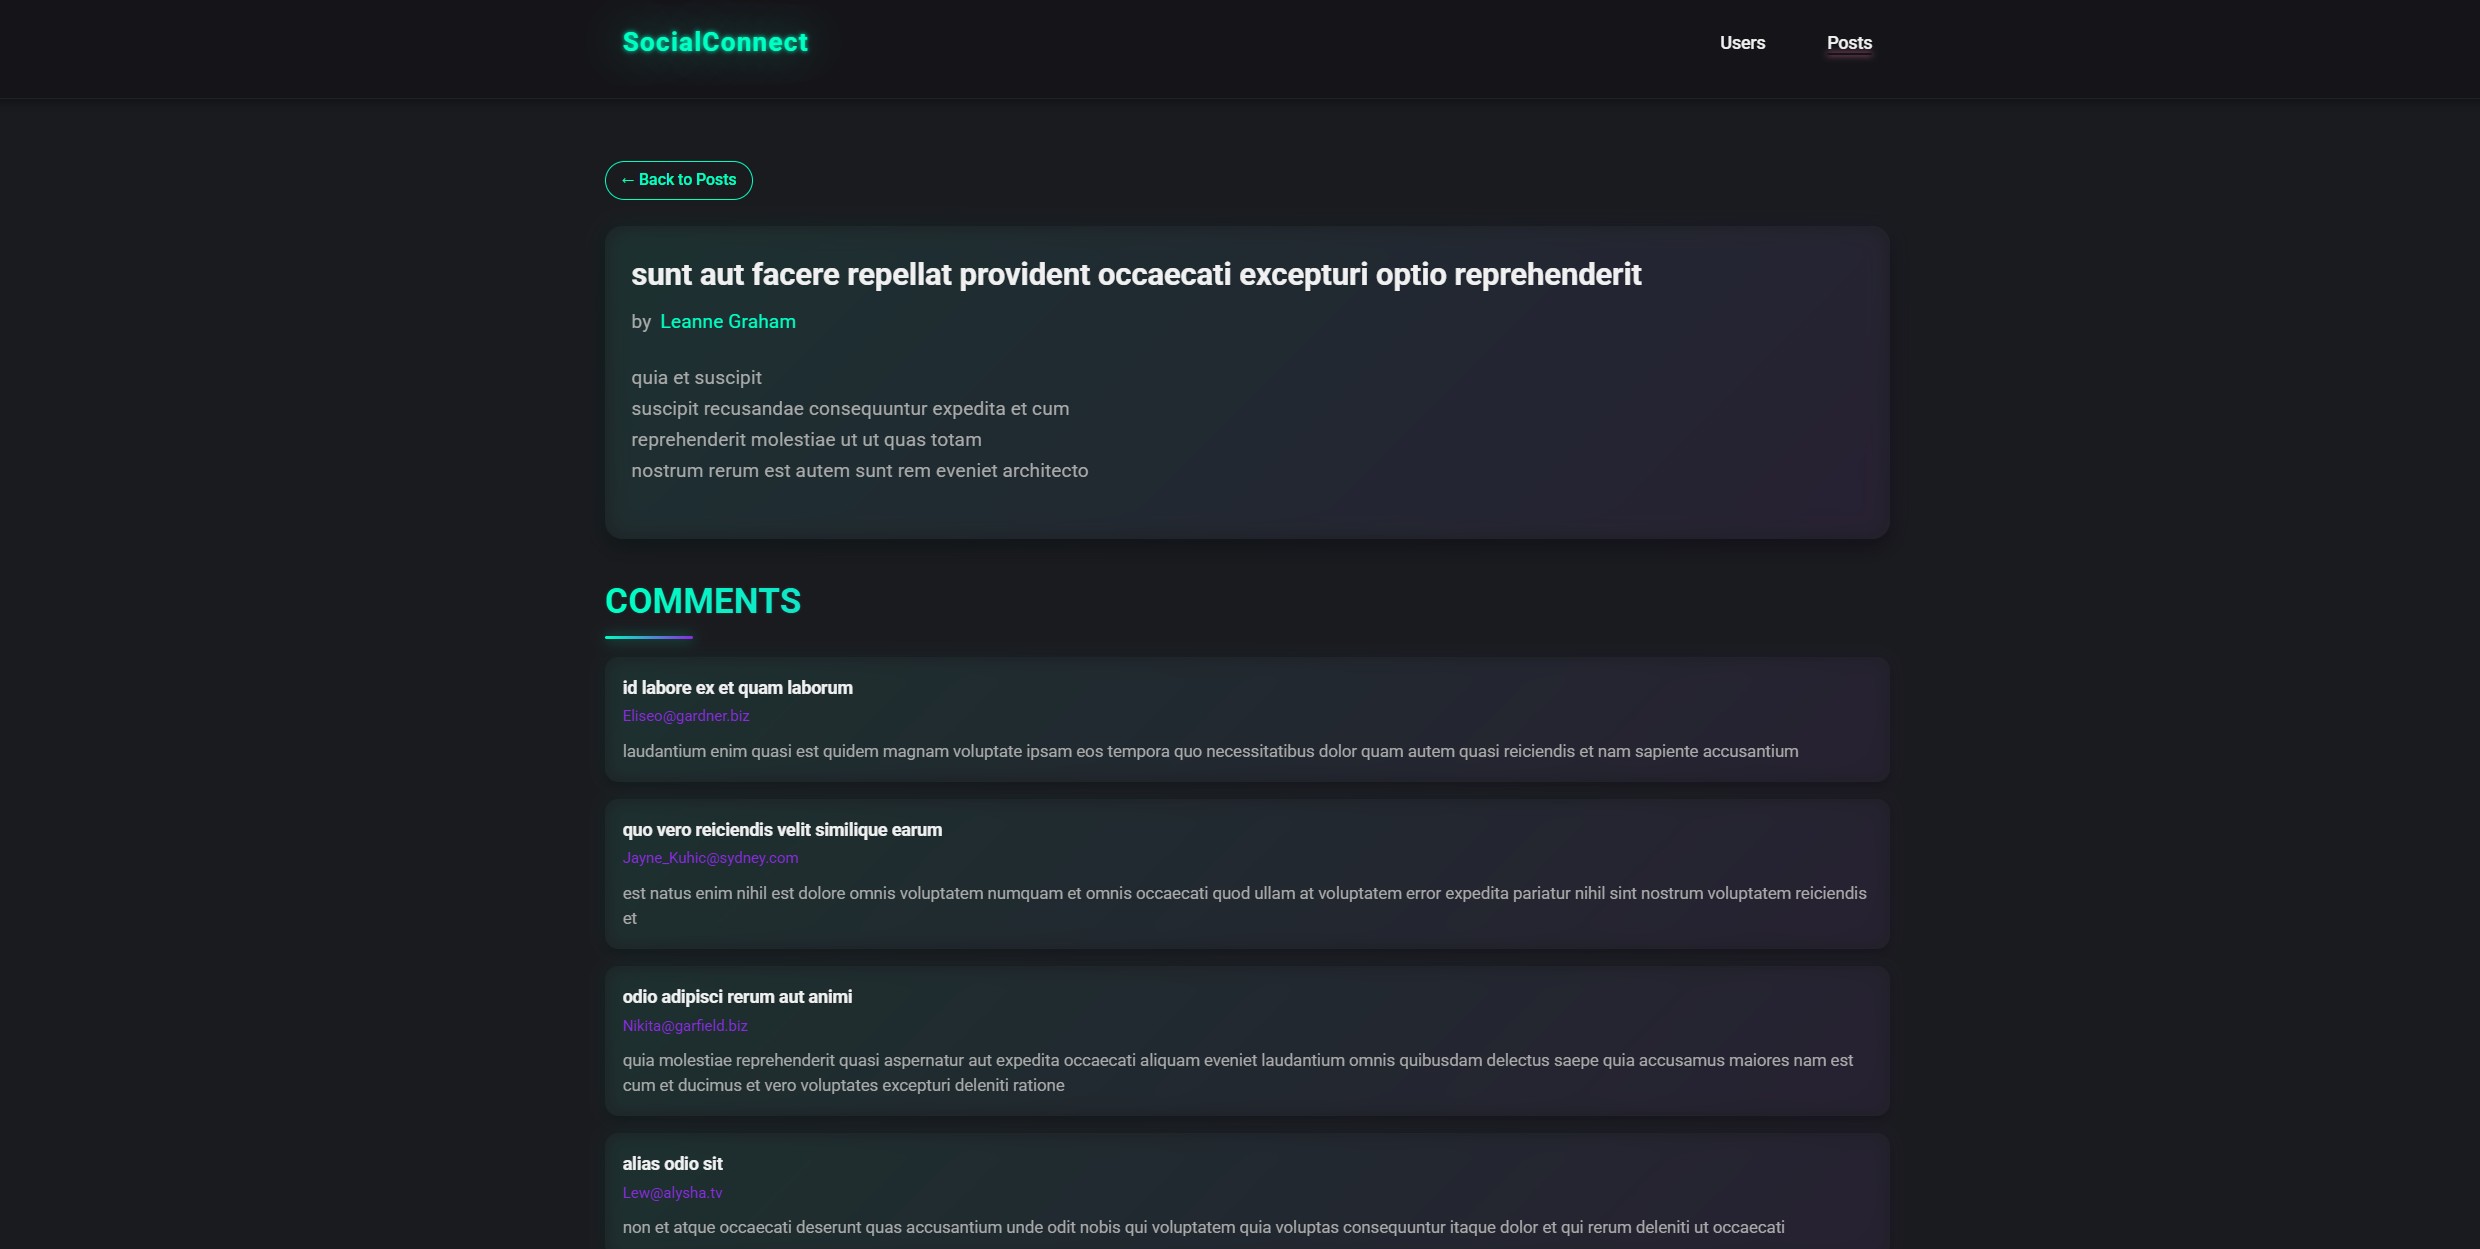 SocialConnect
Users
Posts
← Back to Posts
sunt aut facere repellat provident occaecati excepturi optio reprehenderit
by Leanne Graham
quia et suscipit
suscipit recusandae consequuntur expedita et cum
reprehenderit molestiae ut ut quas totam
nostrum rerum est autem sunt rem eveniet architecto
COMMENTS
id labore ex et quam laborum
Eliseo@gardner.biz
laudantium enim quasi est quidem magnam voluptate ipsam eos tempora quo necessitatibus dolor quam autem quasi reiciendis et nam sapiente accusantium
quo vero reiciendis velit similique earum
Jayne_Kuhic@sydney.com
est natus enim nihil est dolore omnis voluptatem numquam et omnis occaecati quod ullam at voluptatem error expedita pariatur nihil sint nostrum voluptatem reiciendis
et
odio adipisci rerum aut animi
Nikita@garfield.biz
quia molestiae reprehenderit quasi aspernatur aut expedita occaecati aliquam eveniet laudantium omnis quibusdam delectus saepe quia accusamus maiores nam est
cum et ducimus et vero voluptates excepturi deleniti ratione
alias odio sit
Lew@alysha.tv
non et atque occaecati deserunt quas accusantium unde odit nobis qui voluptatem quia voluptas consequuntur itaque dolor et qui rerum deleniti ut occaecati